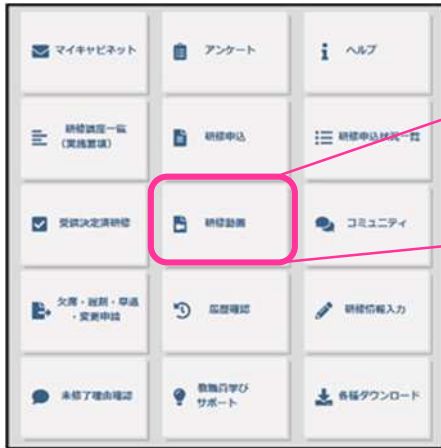 マイキャビネット
アンケート
ヘルプ
研修講座一覧
(実施要項)
研修申込
研修申込状況一覧
受講決定済研修
研修動画
コミュニティ
欠席・遅刻・早退
・変更申請
履歴確認
研修情報入力
未修了理由確認
教職員学び
サポート
各種ダウンロード